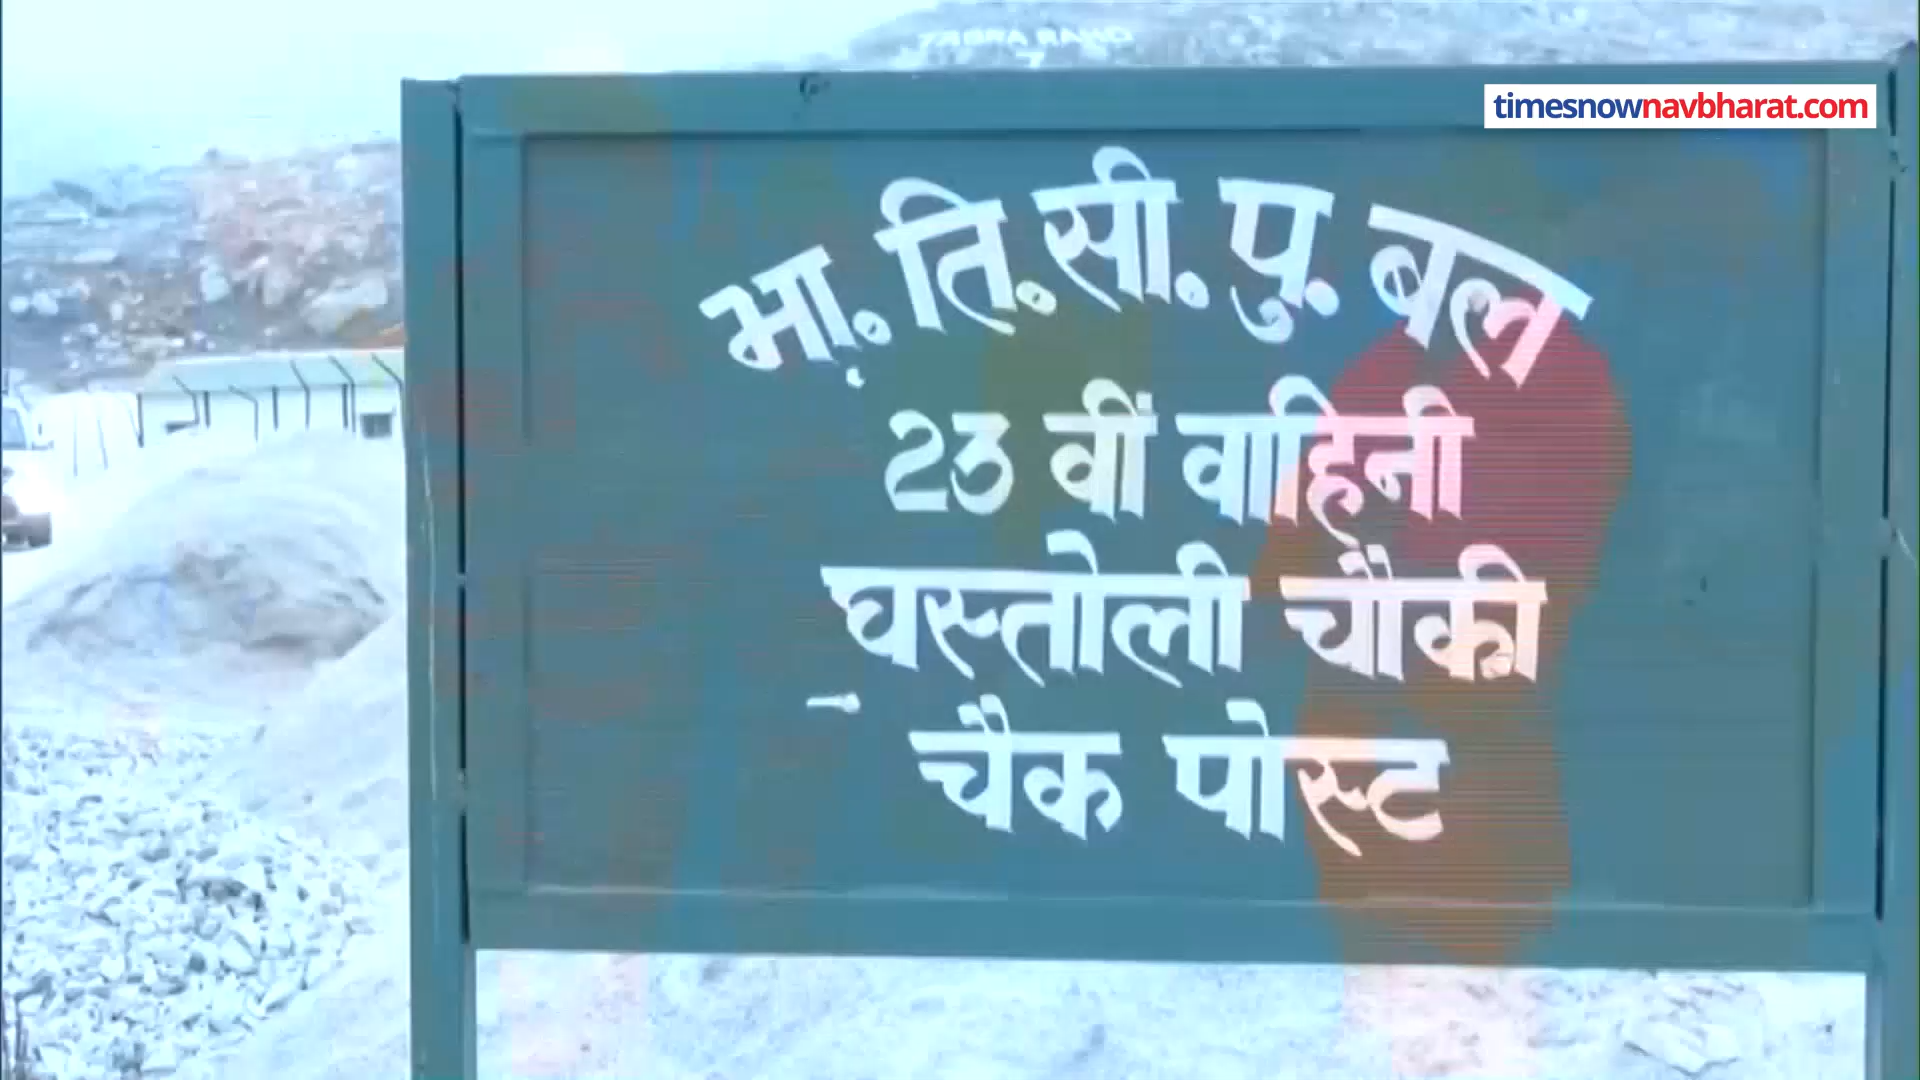 timesnownavbharat.com
भा. ति. सी. पु. बल
23 वीं वाहिनी
घस्तोली चौकी
चैक पोस्ट